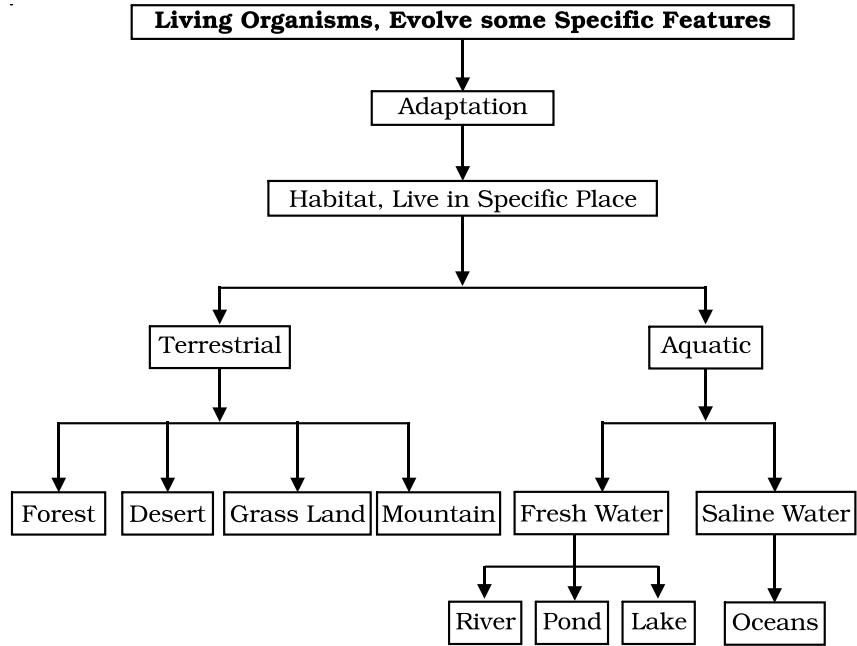 Living Organisms, Evolve some Specific Features
Adaptation
Habitat, Live in Specific Place
Terrestrial
Aquatic
Forest
Desert
Grass Land
Mountain
Fresh Water
Saline Water
River
Pond
Lake
Oceans